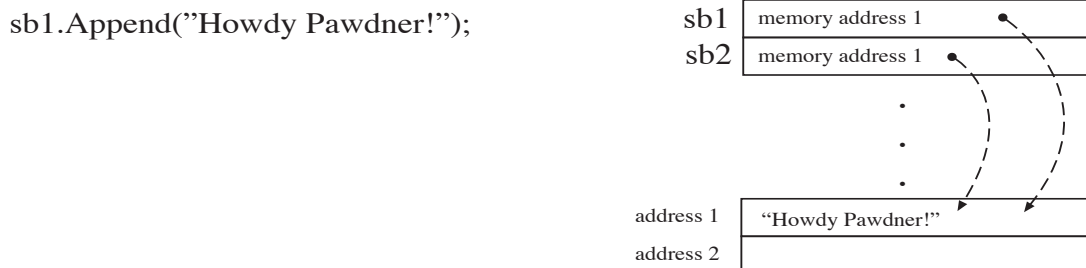 sb1.Append(”Howdy Pawdner!”);
sb1 memory address 1
sb2 memory address 1
address 1 “Howdy Pawdner!”
address 2